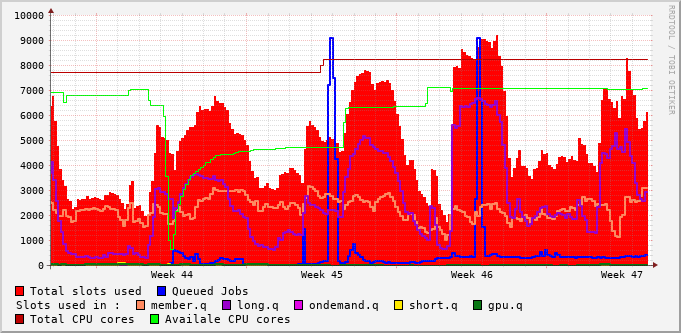 10000
9000
8000
7000
6000
5000
4000
3000
2000
1000
0
Week 44 Week 45 Week 46 Week 47
Total slots used Queued Jobs
Slots used in : member.q long.q ondemand.q short.q gpu.q
Total CPU cores Availale CPU cores
RRDTOOL / TOBI OETIKER